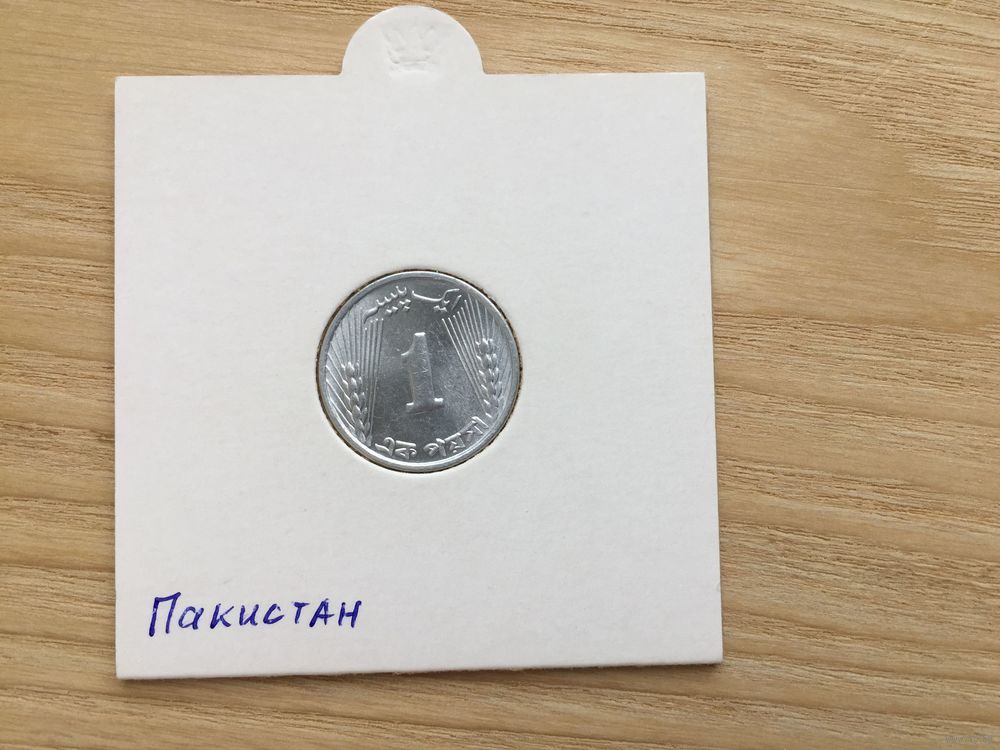 ایک پیسہ
1
এক পয়সা
Пакистан